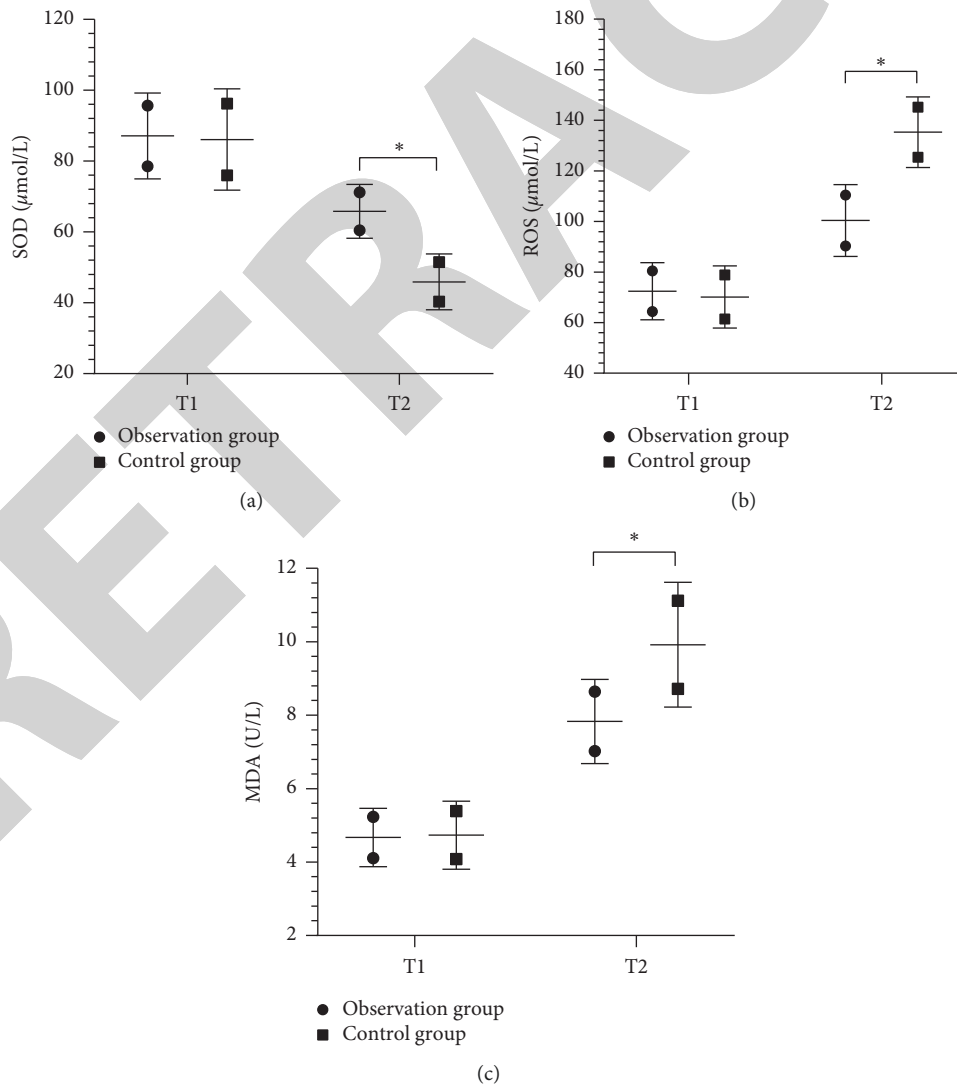 120
100
80
60
40
20
SOD (μmol/L)
*
T1
T2
Observation group
Control group
(a)
180
160
140
120
100
80
60
40
ROS (μmol/L)
*
T1
T2
Observation group
Control group
(b)
12
10
8
6
4
2
MDA (U/L)
*
T1
T2
Observation group
Control group
(c)
RETRAC